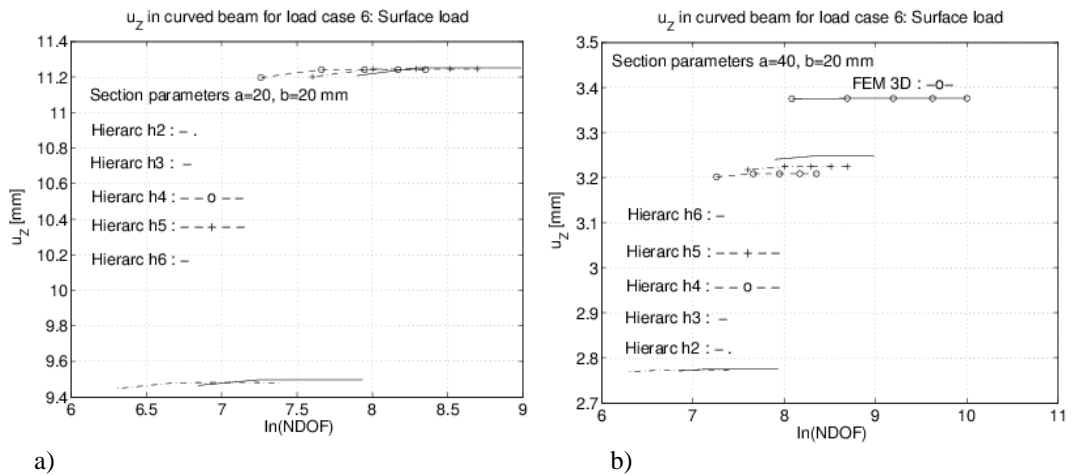 u_Z in curved beam for load case 6: Surface load
11.4
11.2
11
10.8
10.6
10.4
10.2
10
9.8
9.6
9.4
u_Z [mm]
Section parameters a=20, b=20 mm
Hierarc h2 : – .
Hierarc h3 : –
Hierarc h4 : – – o – –
Hierarc h5 : – – + – –
Hierarc h6 : –
6 6.5 7 7.5 8 8.5 9
ln(NDOF)
a)
u_Z in curved beam for load case 6: Surface load
3.5
3.4
3.3
3.2
3.1
3
2.9
2.8
2.7
u_Z [mm]
Section parameters a=40, b=20 mm
FEM 3D : –o–
Hierarc h6 : –
Hierarc h5 : – – + – –
Hierarc h4 : – – o – –
Hierarc h3 : –
Hierarc h2 : – .
6 7 8 9 10 11
ln(NDOF)
b)